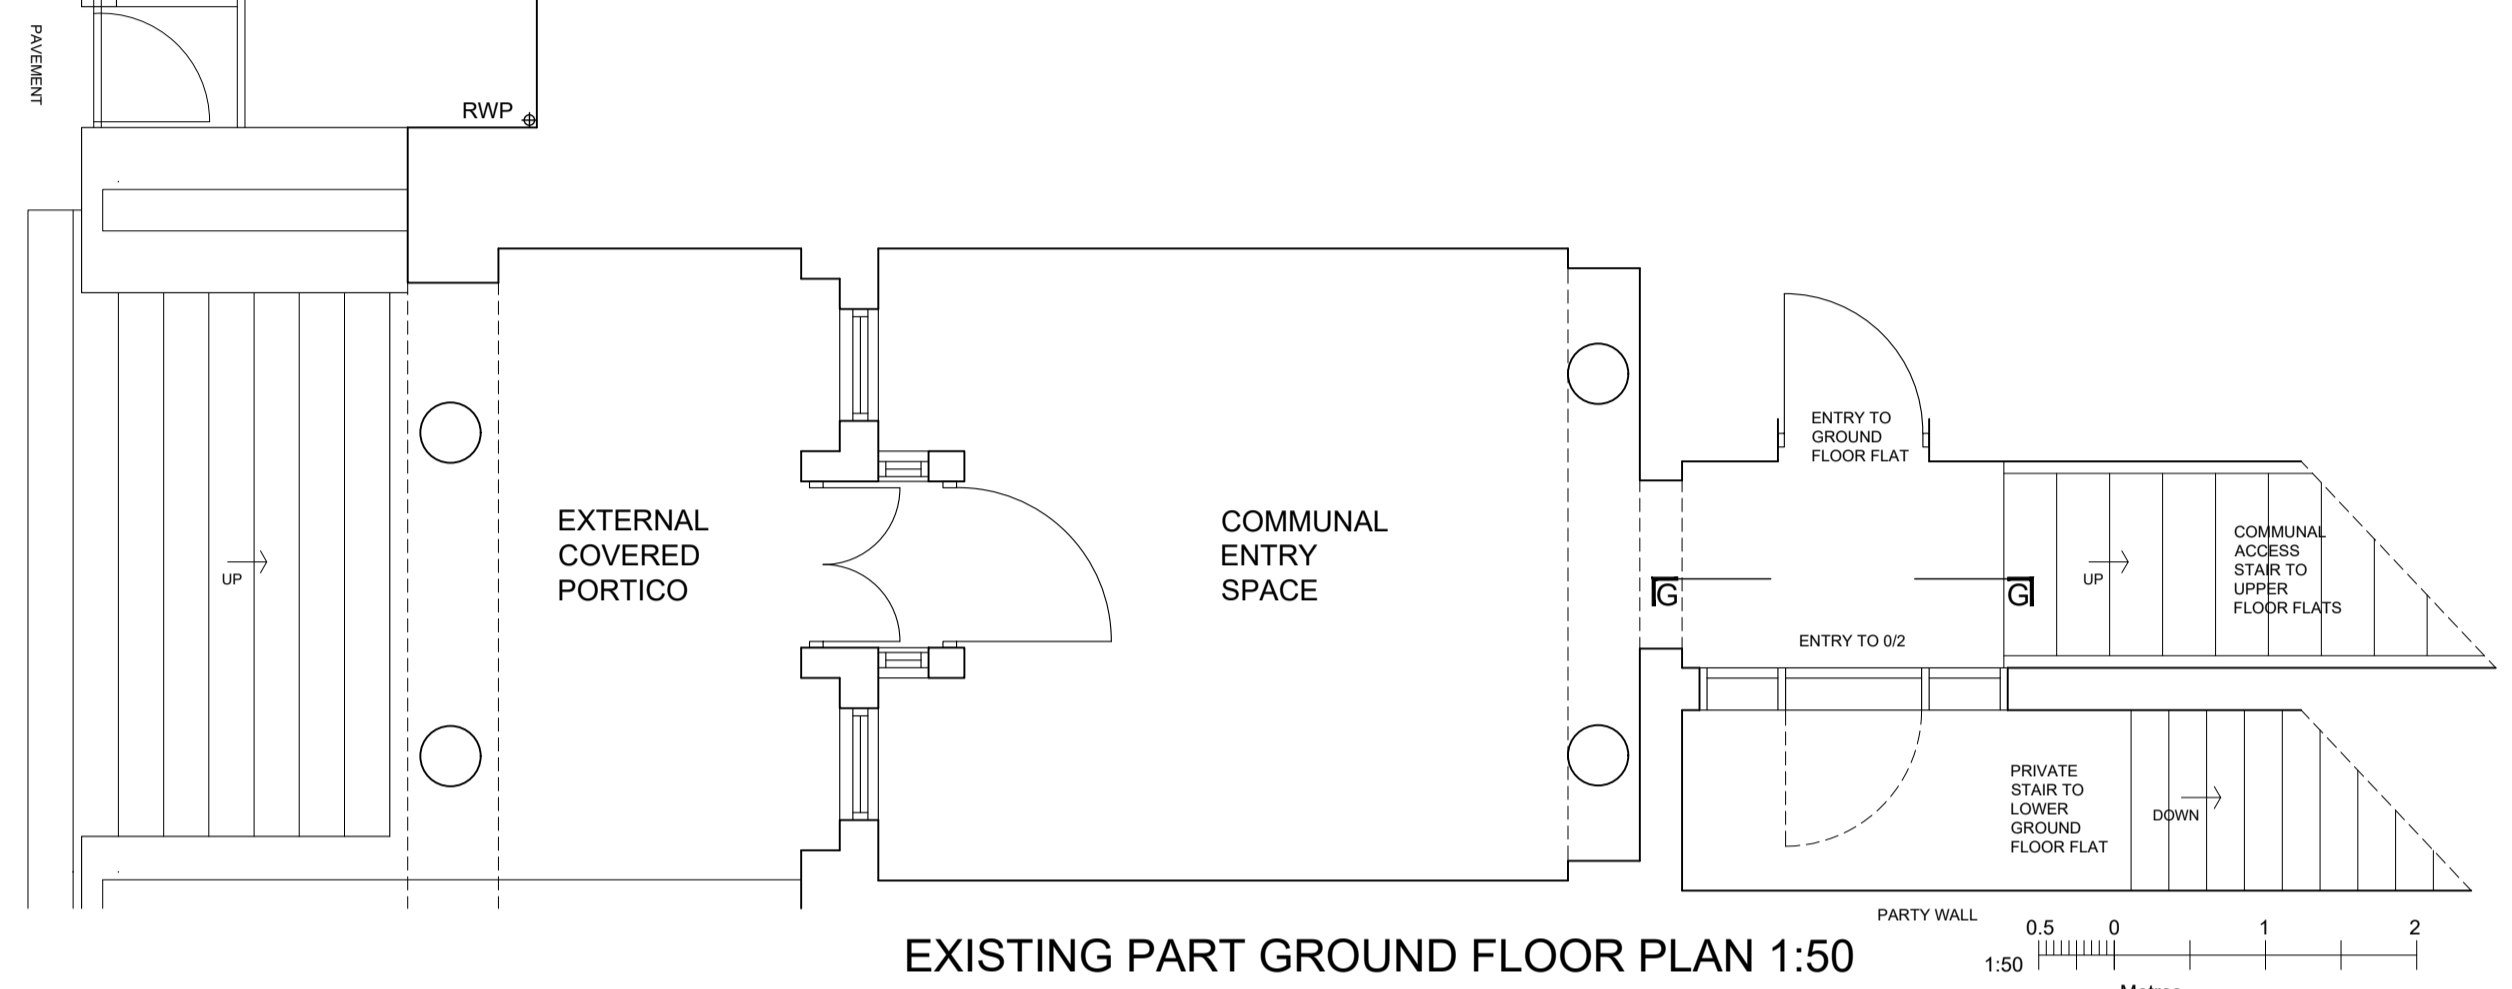 PAVEMENT
RWP
UP
EXTERNAL
COVERED
PORTICO
COMMUNAL
ENTRY
SPACE
ENTRY TO
GROUND
FLOOR FLAT
G
G
UP
COMMUNAL
ACCESS
STAIR TO
UPPER
FLOOR FLATS
ENTRY TO 0/2
PRIVATE
STAIR TO
LOWER
GROUND
FLOOR FLAT
DOWN
PARTY WALL
EXISTING PART GROUND FLOOR PLAN 1:50
0.5 0 1 2
1:50
Metres